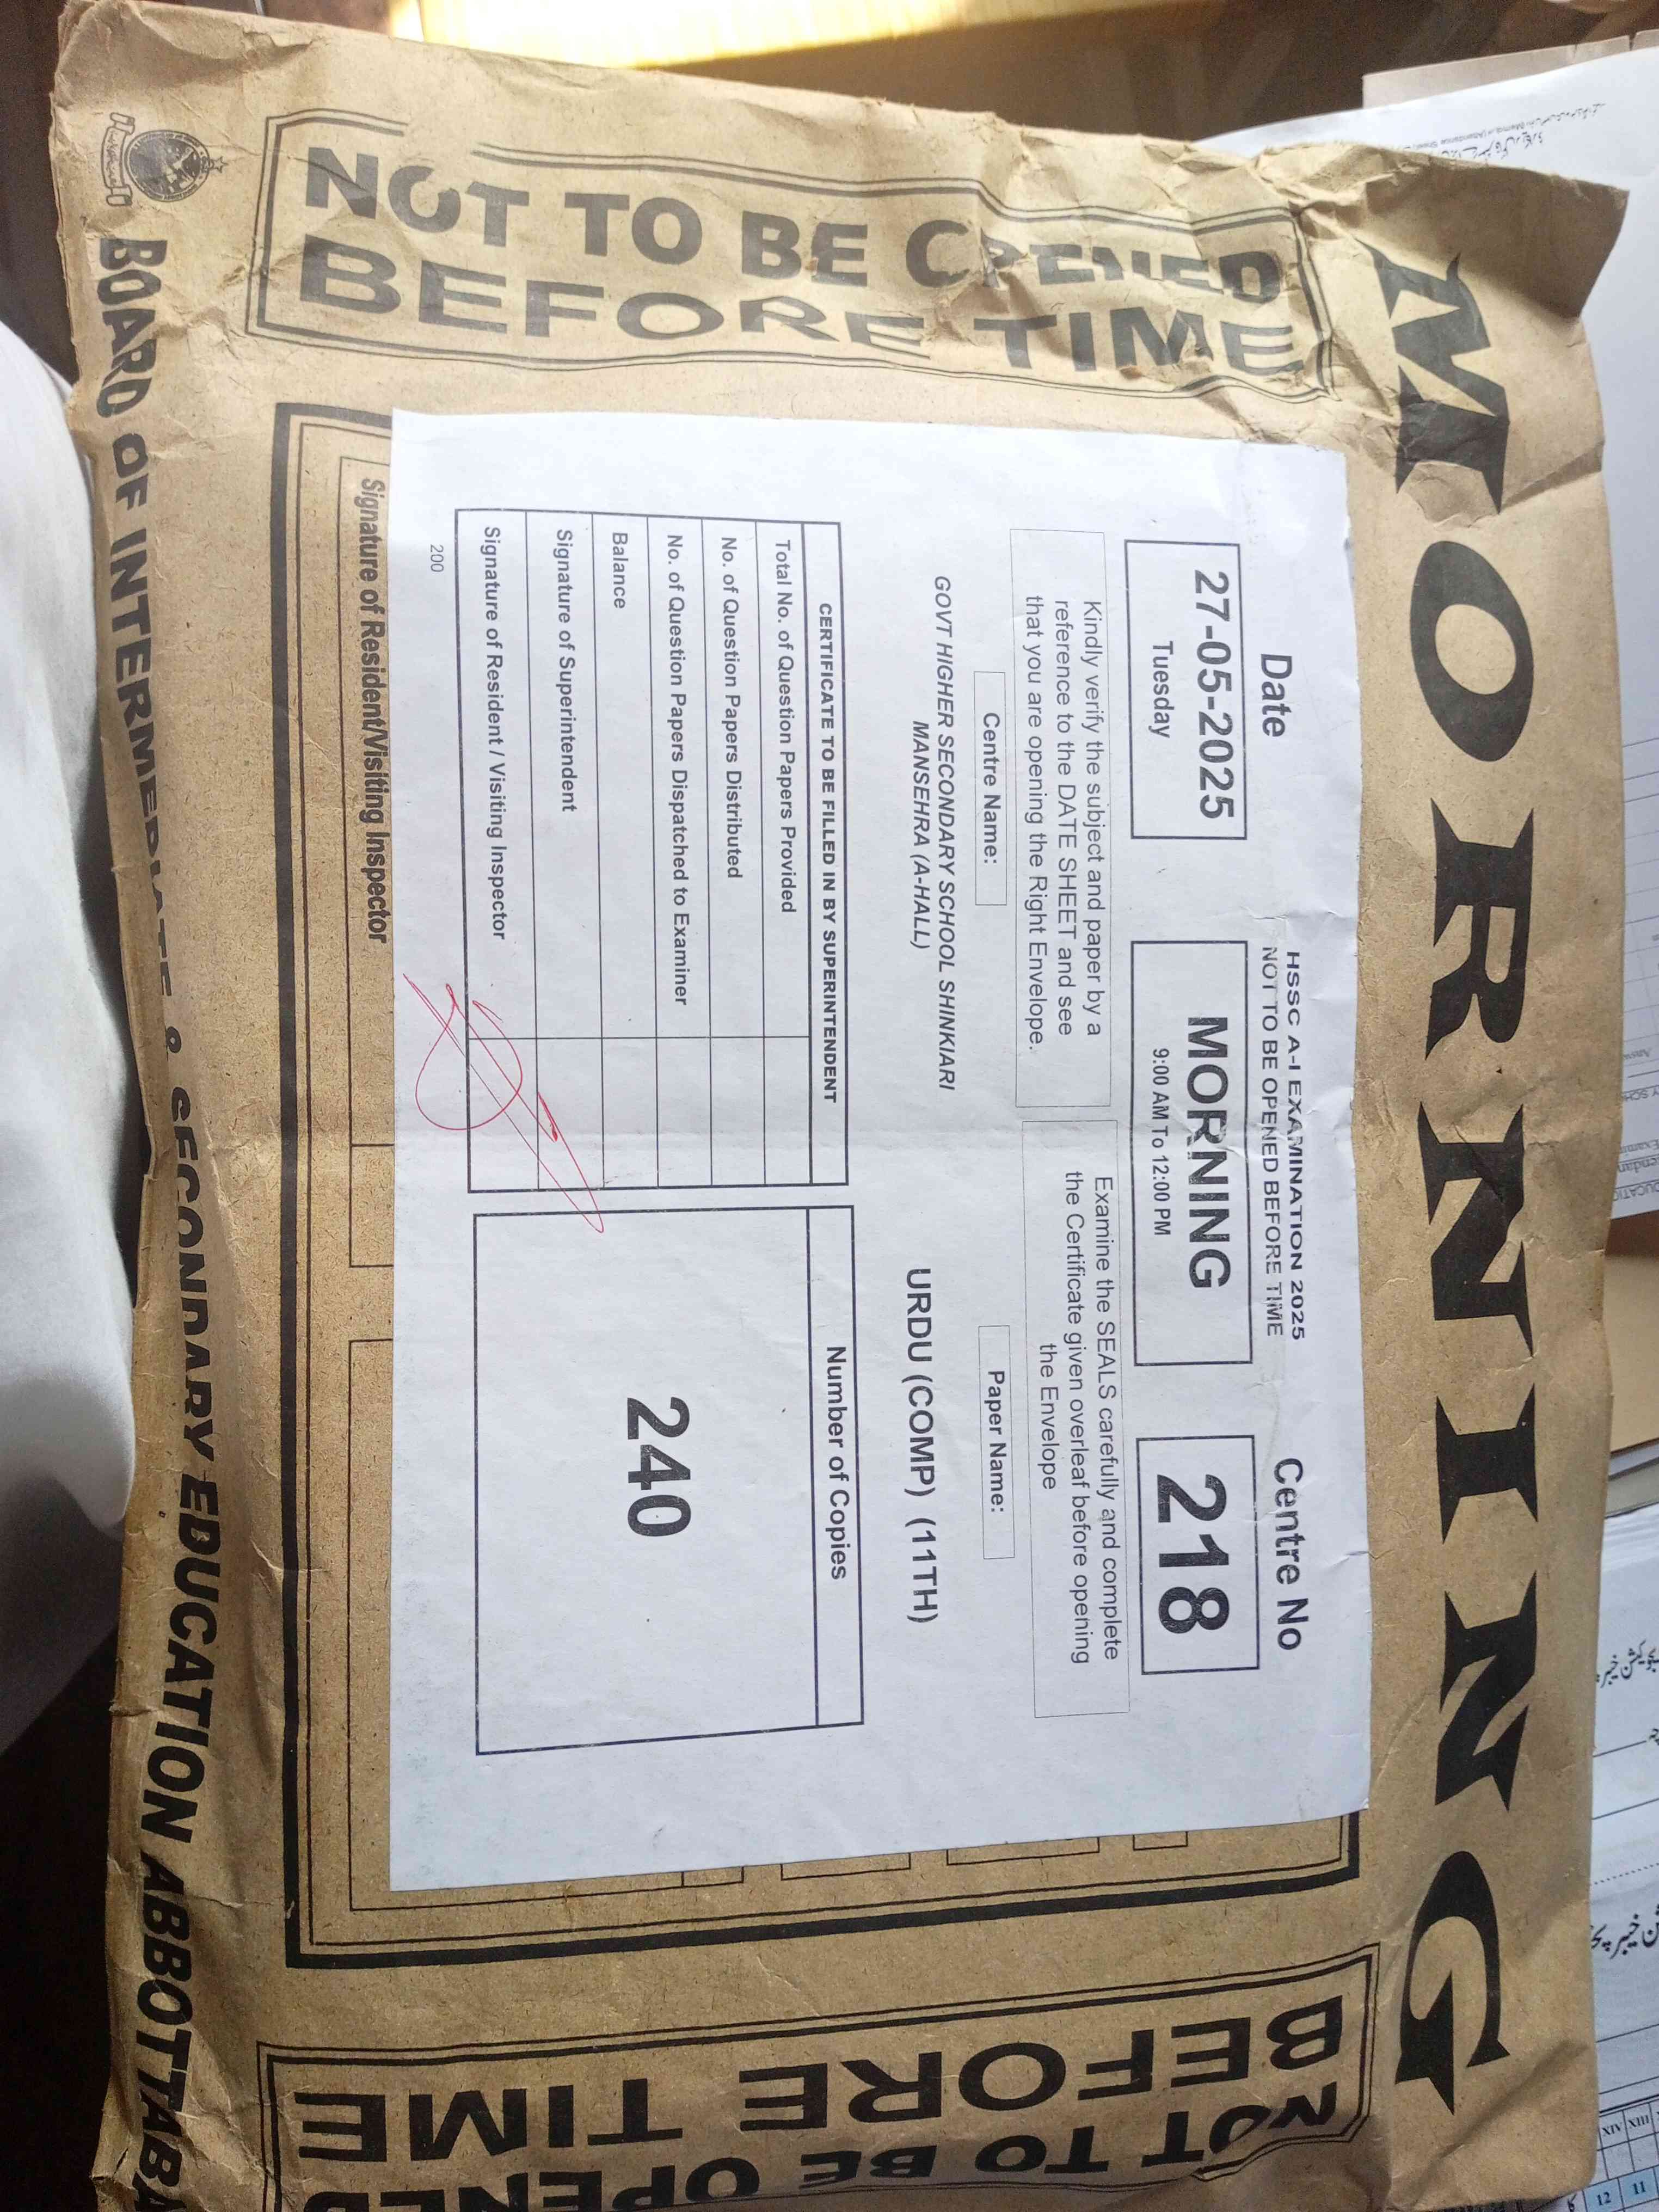 MORNING
NOT TO BE OPENED
BEFORE TIME
HSSC A-I EXAMINATION 2025
NOT TO BE OPENED BEFORE TIME
Date
27-05-2025
Tuesday
MORNING
9:00 AM To 12:00 PM
Centre No
218
Kindly verify the subject and paper by a
reference to the DATE SHEET and see
that you are opening the Right Envelope.
Examine the SEALS carefully and complete
the Certificate given overleaf before opening
the Envelope
Centre Name:
Paper Name:
GOVT HIGHER SECONDARY SCHOOL SHINKIARI
MANSEHRA (A-HALL)
URDU (COMP) (11TH)
CERTIFICATE TO BE FILLED IN BY SUPERINTENDENT
Total No. of Question Papers Provided
No. of Question Papers Distributed
No. of Question Papers Dispatched to Examiner
Balance
Signature of Superintendent
Signature of Resident / Visiting Inspector
Number of Copies
240
200
Signature of Resident/Visiting Inspector
BOARD OF INTERMEDIATE & SECONDARY EDUCATION ABBOTTABA
NOT TO BE OPENED
BEFORE TIME
XIV XIII
12 11